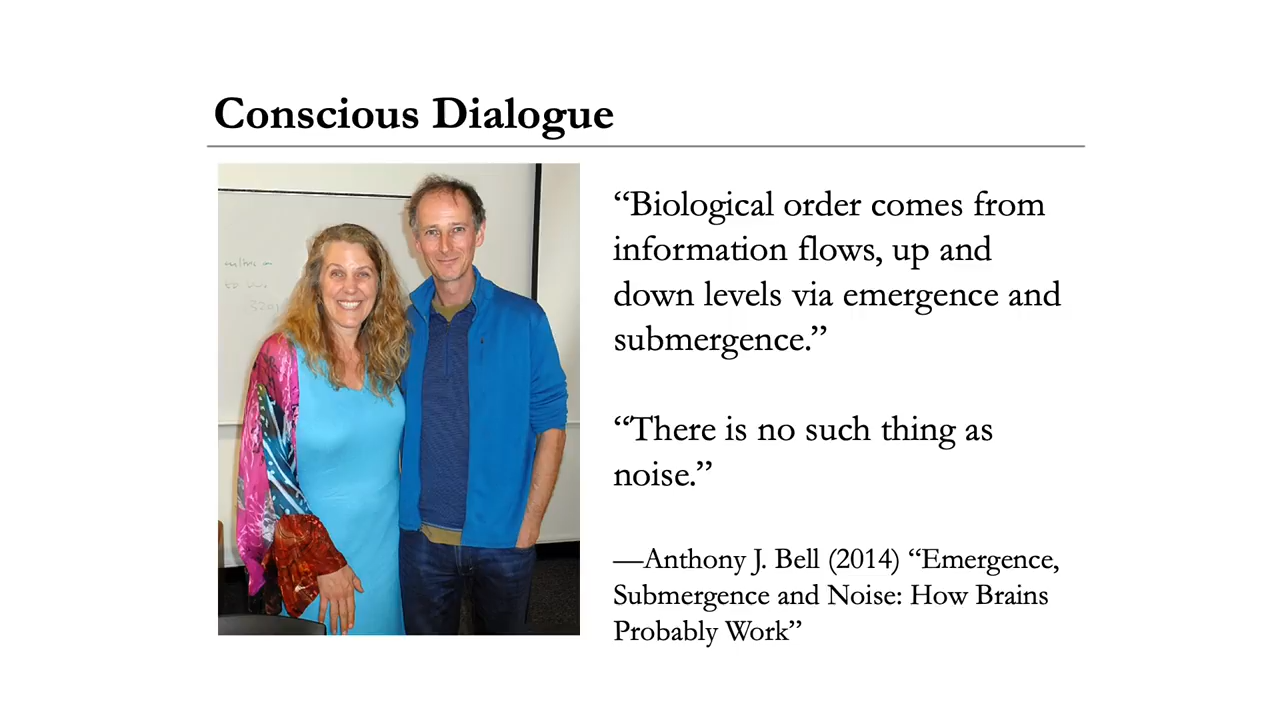 Conscious Dialogue
“Biological order comes from
information flows, up and
down levels via emergence and
submergence.”
“There is no such thing as
noise.”
—Anthony J. Bell (2014) “Emergence,
Submergence and Noise: How Brains
Probably Work”